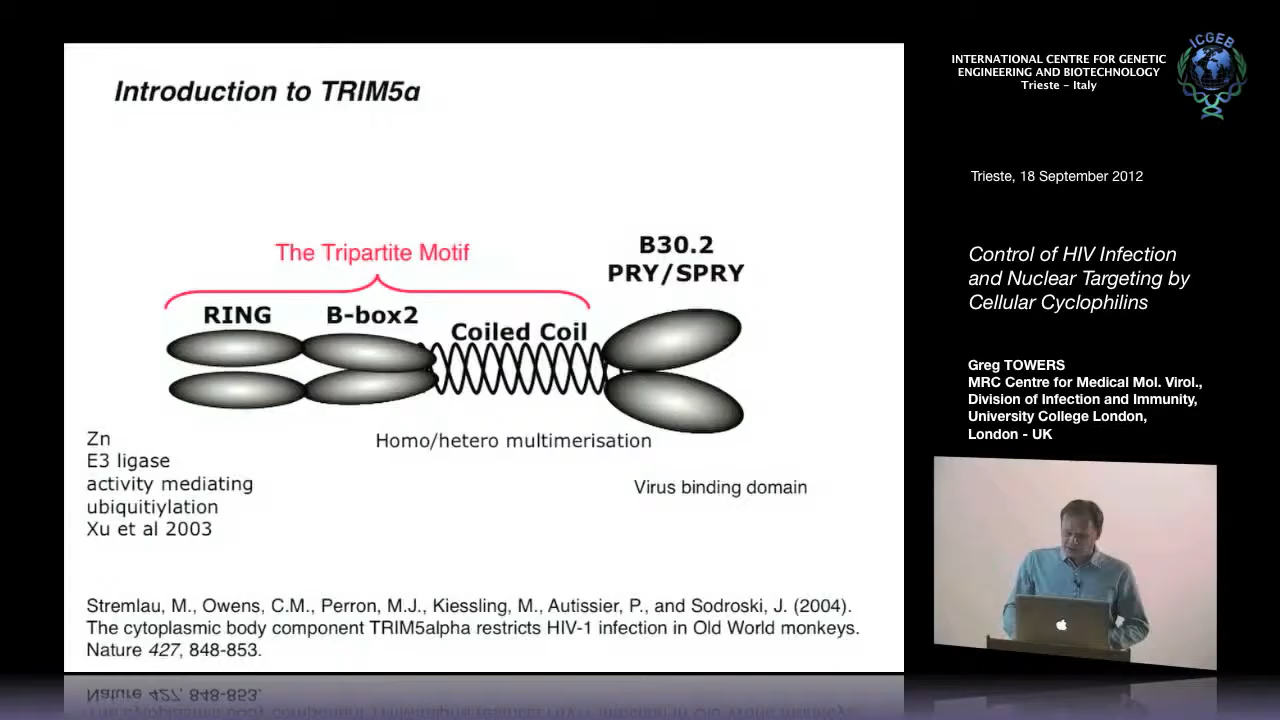 Introduction to TRIM5α
The Tripartite Motif
B30.2
PRY/SPRY
RING
B-box2
Coiled Coil
Zn
E3 ligase
activity mediating
ubiquitiylation
Xu et al 2003
Homo/hetero multimerisation
Virus binding domain
Stremlau, M., Owens, C.M., Perron, M.J., Kiessling, M., Autissier, P., and Sodroski, J. (2004).
The cytoplasmic body component TRIM5alpha restricts HIV-1 infection in Old World monkeys.
Nature 427, 848-853.
INTERNATIONAL CENTRE FOR GENETIC
ENGINEERING AND BIOTECHNOLOGY
Trieste – Italy
ICGEB
Trieste, 18 September 2012
Control of HIV Infection
and Nuclear Targeting by
Cellular Cyclophilins
Greg TOWERS
MRC Centre for Medical Mol. Virol.,
Division of Infection and Immunity,
University College London,
London - UK